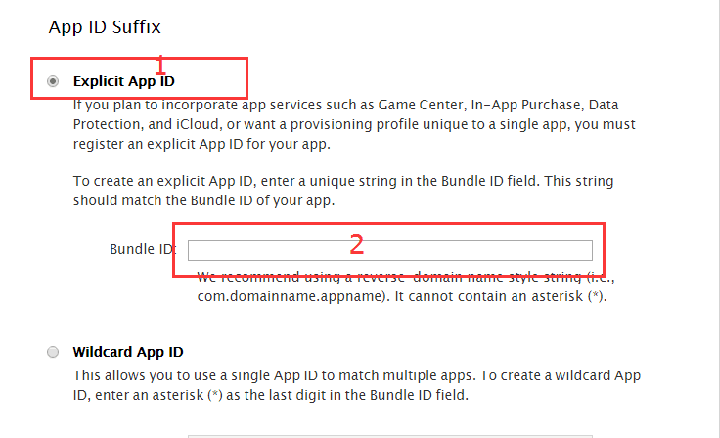 App ID Suffix
1
Explicit App ID
If you plan to incorporate app services such as Game Center, In-App Purchase, Data
Protection, and iCloud, or want a provisioning profile unique to a single app, you must
register an explicit App ID for your app.
To create an explicit App ID, enter a unique string in the Bundle ID field. This string
should match the Bundle ID of your app.
Bundle ID:
2
We recommend using a reverse-domain name style string (i.e.,
com.domainname.appname). It cannot contain an asterisk (*).
Wildcard App ID
This allows you to use a single App ID to match multiple apps. To create a wildcard App
ID, enter an asterisk (*) as the last digit in the Bundle ID field.